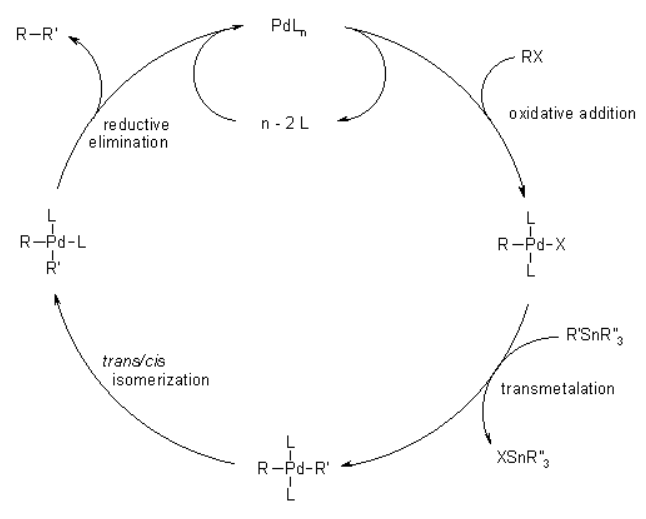 PdLn
R–R'
RX
n - 2 L
oxidative addition
reductive
elimination
L
R–Pd–L
R'
L
R–Pd–X
L
R'SnR"3
trans/cis
isomerization
transmetalation
XSnR"3
L
R–Pd–R'
L